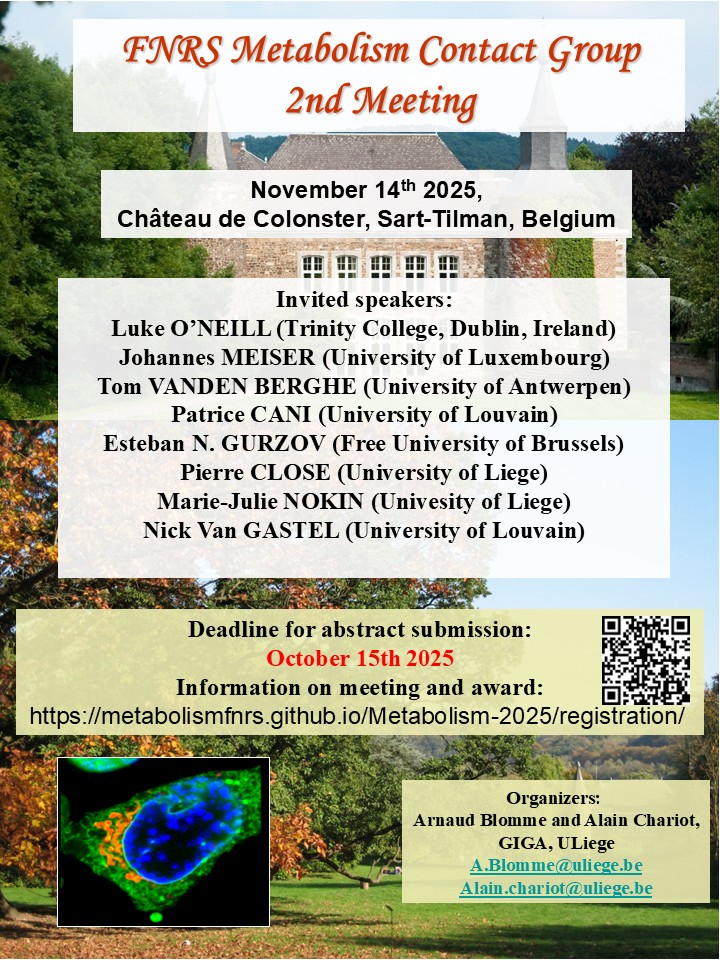 FNRS Metabolism Contact Group
2nd Meeting
November 14th 2025,
Château de Colonster, Sart-Tilman, Belgium
Invited speakers:
Luke O’NEILL (Trinity College, Dublin, Ireland)
Johannes MEISER (University of Luxembourg)
Tom VANDEN BERGHE (University of Antwerpen)
Patrice CANI (University of Louvain)
Esteban N. GURZOV (Free University of Brussels)
Pierre CLOSE (University of Liege)
Marie-Julie NOKIN (Univesity of Liege)
Nick Van GASTEL (University of Louvain)
Deadline for abstract submission:
October 15th 2025
Information on meeting and award:
https://metabolismfnrs.github.io/Metabolism-2025/registration/
Organizers:
Arnaud Blomme and Alain Chariot,
GIGA, ULiege
A.Blomme@uliege.be
Alain.chariot@uliege.be